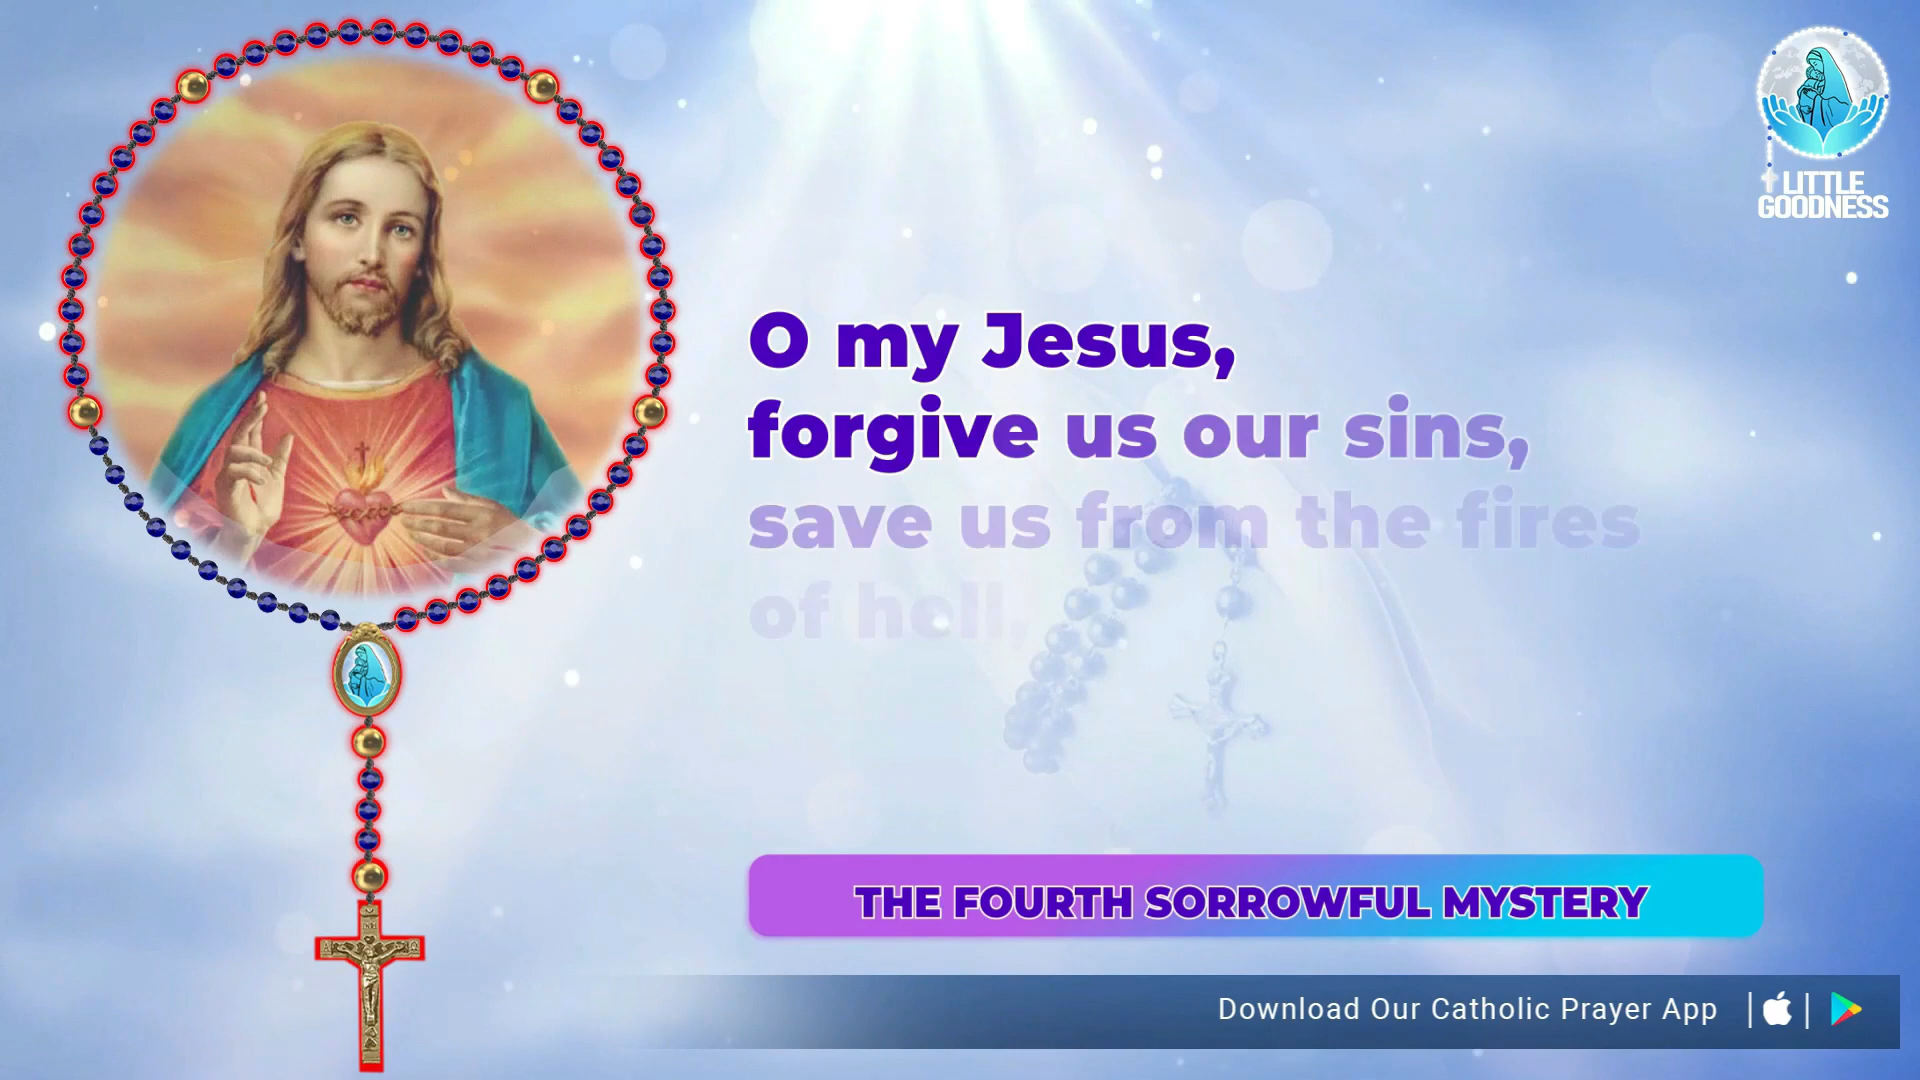 LITTLE
GOODNESS
O my Jesus,
forgive us our sins,
save us from the fires
of hell,
THE FOURTH SORROWFUL MYSTERY
Download Our Catholic Prayer App